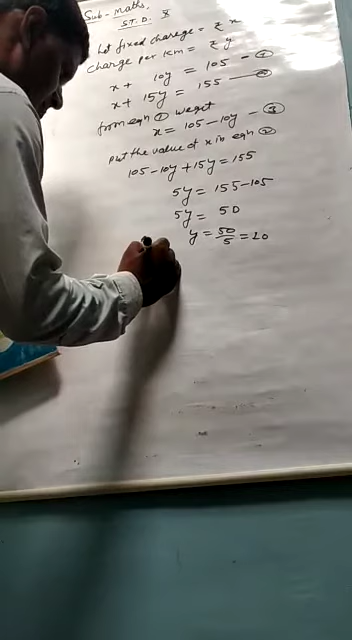 Sub- Maths,
S.T.D. X
Let fixed charege = ₹ x
Charge per km = ₹ y
x + 10y = 105 — ①
x + 15y = 155 — ②
from eqn ① we get
x = 105 - 10y — ③
put the value of x in eqn ②
105 - 10y + 15y = 155
5y = 155 - 105
5y = 50
y = 50/5 = 10